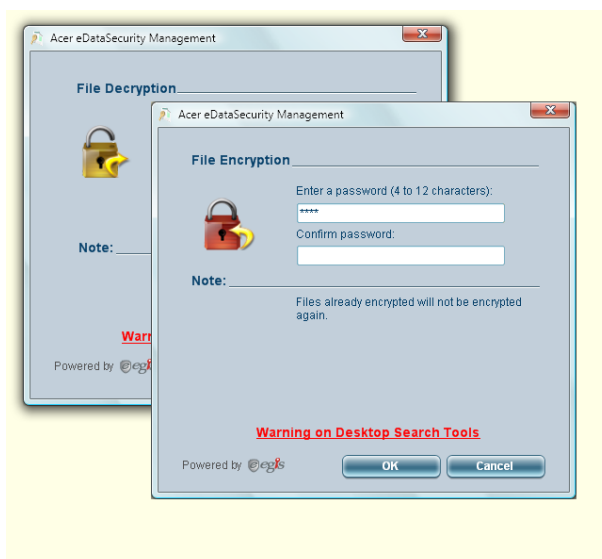 Acer eDataSecurity Management
File Decryption
Note:
Warn
Powered by egis
Acer eDataSecurity Management
File Encryption
Enter a password (4 to 12 characters):
****
Confirm password:
Note:
Files already encrypted will not be encrypted
again.
Warning on Desktop Search Tools
Powered by egis
OK
Cancel